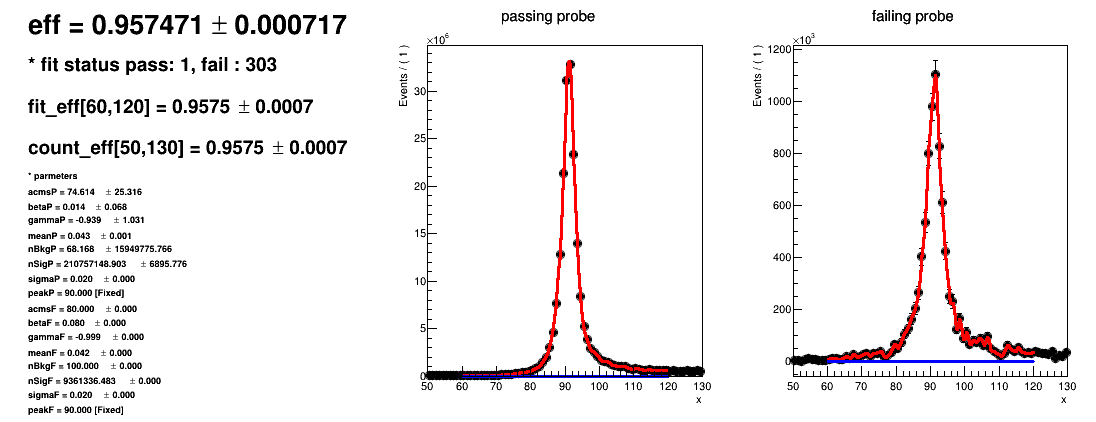 eff = 0.957471 ± 0.000717
* fit status pass: 1, fail : 303
fit_eff[60,120] = 0.9575 ± 0.0007
count_eff[50,130] = 0.9575 ± 0.0007
* parmeters
acmsP = 74.614 ± 25.316
betaP = 0.014 ± 0.068
gammaP = -0.939 ± 1.031
meanP = 0.043 ± 0.001
nBkgP = 68.168 ± 15949775.766
nSigP = 210757148.903 ± 6895.776
sigmaP = 0.020 ± 0.000
peakP = 90.000 [Fixed]
acmsF = 80.000 ± 0.000
betaF = 0.080 ± 0.000
gammaF = -0.999 ± 0.000
meanF = 0.042 ± 0.000
nBkgF = 100.000 ± 0.000
nSigF = 9361336.483 ± 0.000
sigmaF = 0.020 ± 0.000
peakF = 90.000 [Fixed]
passing probe
×10⁶
Events / ( 1 )
30
25
20
15
10
5
0
50 60 70 80 90 100 110 120 130
x
failing probe
×10³
Events / ( 1 )
1200
1000
800
600
400
200
0
50 60 70 80 90 100 110 120 130
x